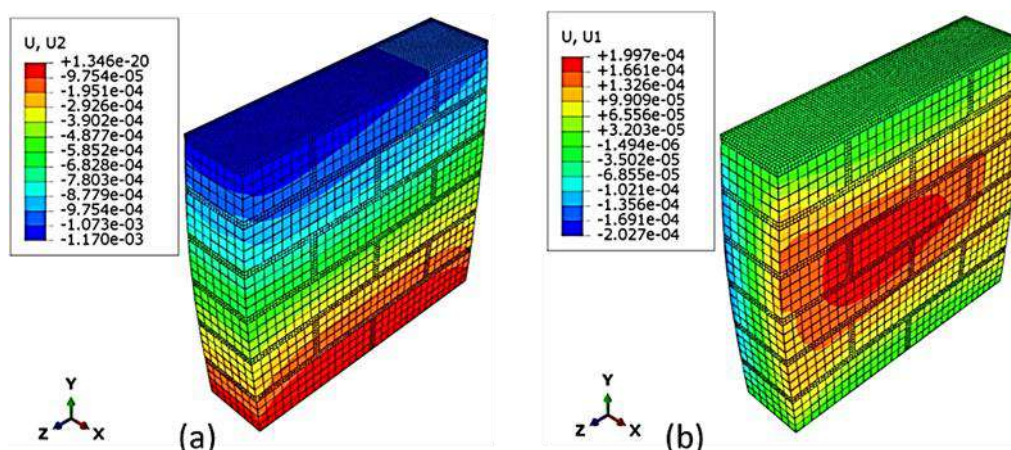 U, U2
+1.346e-20
-9.754e-05
-1.951e-04
-2.926e-04
-3.902e-04
-4.877e-04
-5.852e-04
-6.828e-04
-7.803e-04
-8.779e-04
-9.754e-04
-1.073e-03
-1.170e-03
Y
Z
X
(a)
U, U1
+1.997e-04
+1.661e-04
+1.326e-04
+9.909e-05
+6.556e-05
+3.203e-05
-1.494e-06
-3.502e-05
-6.855e-05
-1.021e-04
-1.356e-04
-1.691e-04
-2.027e-04
Y
Z
X
(b)